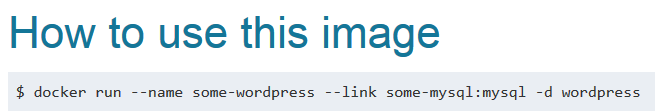 How to use this image
$ docker run --name some-wordpress --link some-mysql:mysql -d wordpress